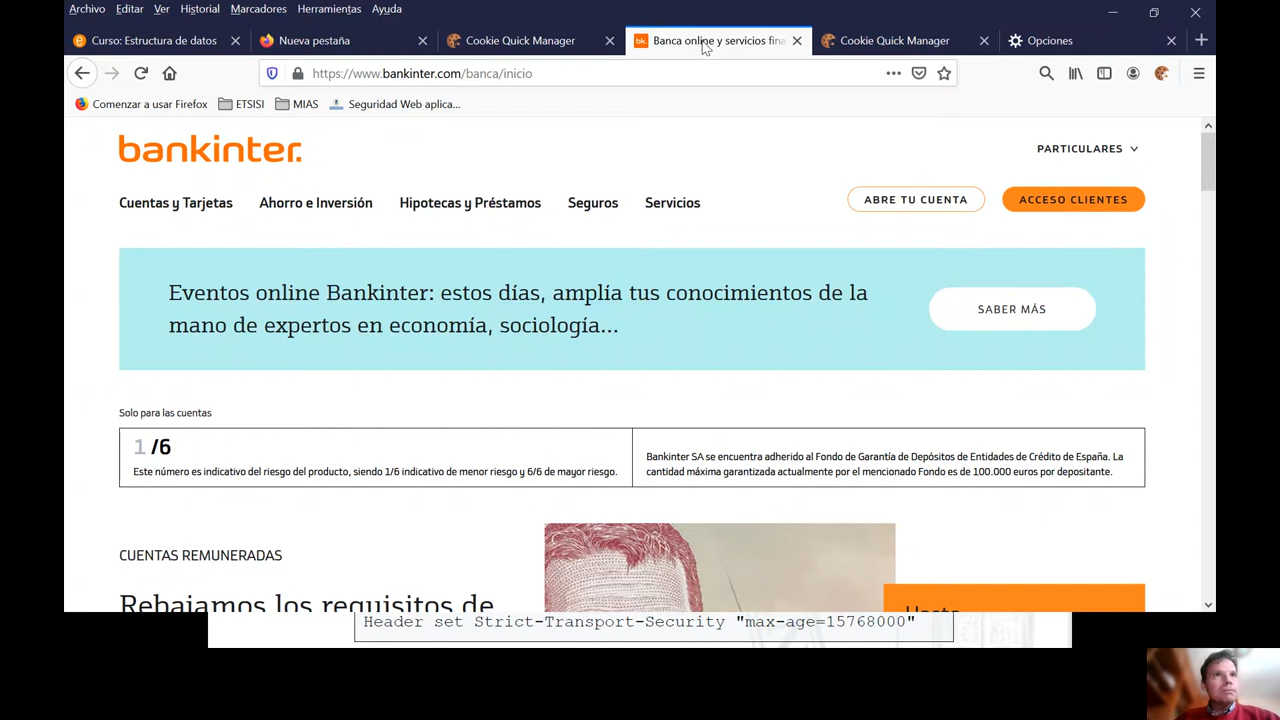 Archivo Editar Ver Historial Marcadores Herramientas Ayuda
Curso: Estructura de datos Nueva pestaña Cookie Quick Manager Banca online y servicios fina Cookie Quick Manager Opciones
https://www.bankinter.com/banca/inicio
Comenzar a usar Firefox ETSISI MIAS Seguridad Web aplica...
bankinter.
PARTICULARES
Cuentas y Tarjetas Ahorro e Inversión Hipotecas y Préstamos Seguros Servicios ABRE TU CUENTA ACCESO CLIENTES
Eventos online Bankinter: estos días, amplía tus conocimientos de la
mano de expertos en economía, sociología...
SABER MÁS
Solo para las cuentas
1 /6
Este número es indicativo del riesgo del producto, siendo 1/6 indicativo de menor riesgo y 6/6 de mayor riesgo.
Bankinter SA se encuentra adherido al Fondo de Garantía de Depósitos de Entidades de Crédito de España. La
cantidad máxima garantizada actualmente por el mencionado Fondo es de 100.000 euros por depositante.
CUENTAS REMUNERADAS
Rebajamos los requisitos de
Hasta
Header set Strict-Transport-Security "max-age=15768000"